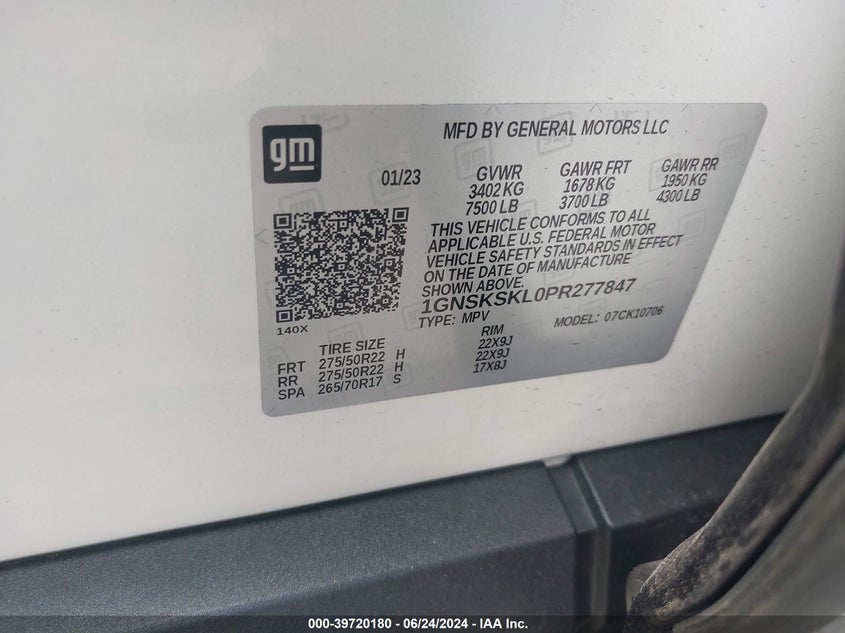 gm
MFD BY GENERAL MOTORS LLC
01/23
GVWR GAWR FRT GAWR RR
3402 KG 1678 KG 1950 KG
7500 LB 3700 LB 4300 LB
THIS VEHICLE CONFORMS TO ALL
APPLICABLE U.S. FEDERAL MOTOR
VEHICLE SAFETY STANDARDS IN EFFECT
ON THE DATE OF MANUFACTURE
SHOWN ABOVE.
1GNSKSKL0PR277847
TYPE: MPV MODEL: 07CK10706
140X
TIRE SIZE RIM
FRT 275/50R22 H 22X9J
RR 275/50R22 H 22X9J
SPA 265/70R17 S 17X8J
000-39720180 - 06/24/2024 - IAA Inc.